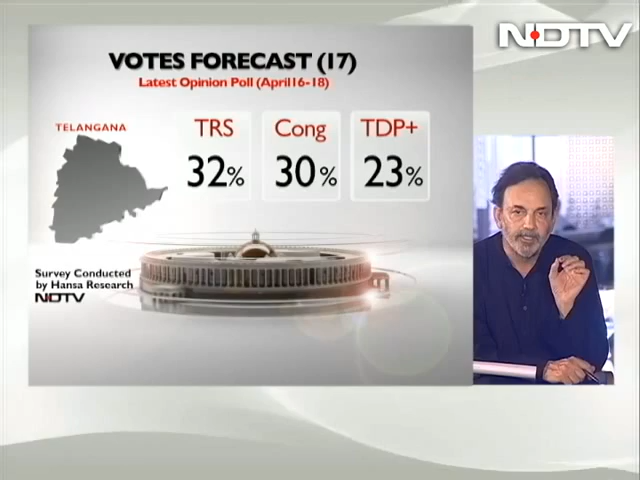 NDTV
VOTES FORECAST (17)
Latest Opinion Poll (April16-18)
TELANGANA
TRS
32%
Cong
30%
TDP+
23%
Survey Conducted
by Hansa Research
NDTV